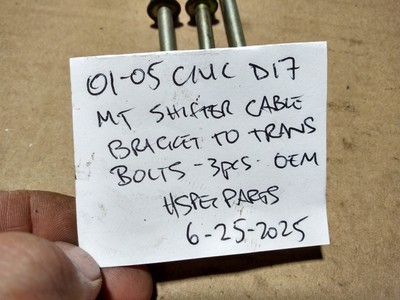 01-05 CIVIC D17
MT SHIFTER CABLE
BRACKET TO TRANS
BOLTS - 3pcs. OEM
HSPEC PARTS
6-25-2025